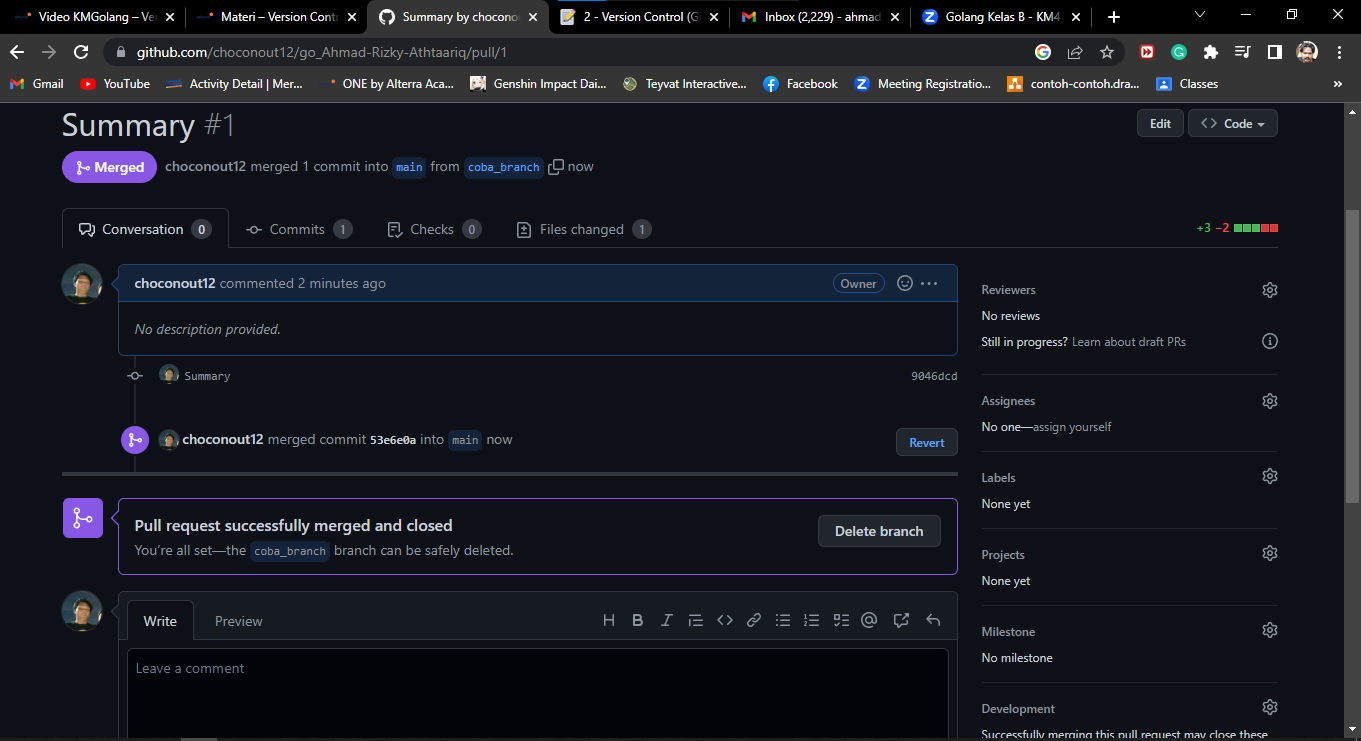 Video KMGolang – Ve
Materi – Version Contr
Summary by chocono
2 - Version Control (Gi
Inbox (2,229) - ahmad
Golang Kelas B - KM4
github.com/choconout12/go_Ahmad-Rizky-Athtaariq/pull/1
Gmail
YouTube
Activity Detail | Mer...
ONE by Alterra Aca...
Genshin Impact Dai...
Teyvat Interactive...
Facebook
Meeting Registratio...
contoh-contoh.dra...
Classes
»
Summary #1
Edit
<> Code
Merged
choconout12 merged 1 commit into main from coba_branch now
Conversation 0
Commits 1
Checks 0
Files changed 1
+3 −2
choconout12 commented 2 minutes ago
Owner
No description provided.
Summary
9046dcd
choconout12 merged commit 53e6e0a into main now
Revert
Pull request successfully merged and closed
You're all set—the coba_branch branch can be safely deleted.
Delete branch
Write
Preview
Leave a comment
Reviewers
No reviews
Still in progress? Learn about draft PRs
Assignees
No one—assign yourself
Labels
None yet
Projects
None yet
Milestone
No milestone
Development
Successfully merging this pull request may close these